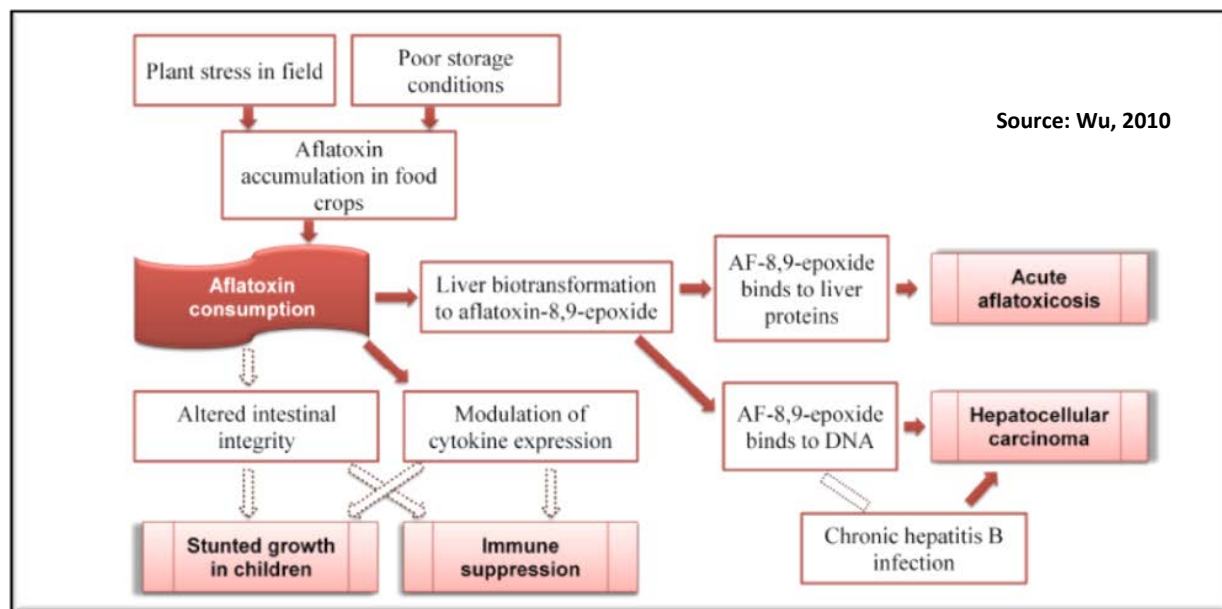 Plant stress in field
Poor storage
conditions
Source: Wu, 2010
Aflatoxin
accumulation in food
crops
Aflatoxin
consumption
Liver biotransformation
to aflatoxin-8,9-epoxide
AF-8,9-epoxide
binds to liver
proteins
Acute
aflatoxicosis
Altered intestinal
integrity
Modulation of
cytokine expression
AF-8,9-epoxide
binds to DNA
Hepatocellular
carcinoma
Stunted growth
in children
Immune
suppression
Chronic hepatitis B
infection